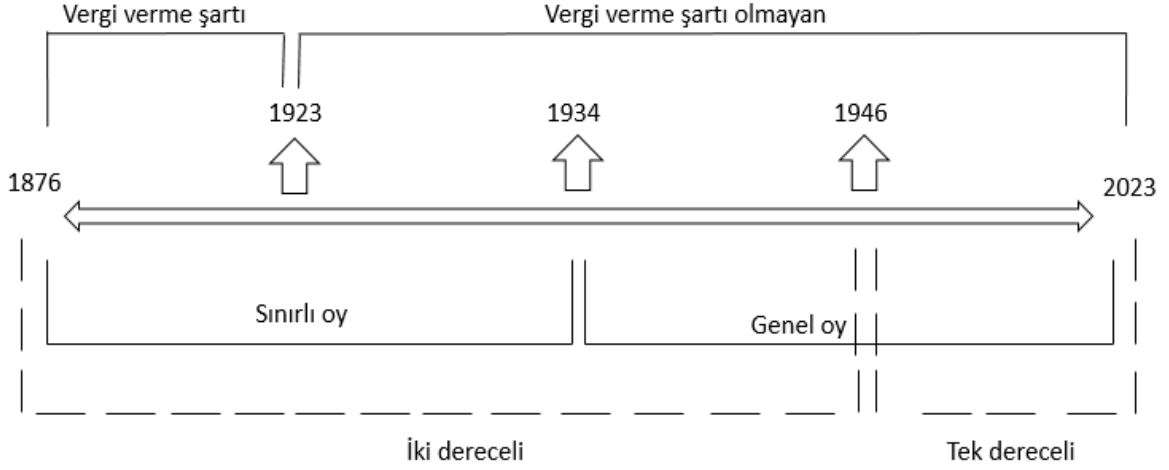 Vergi verme şartı
Vergi verme şartı olmayan
1923
1934
1946
1876
2023
Sınırlı oy
Genel oy
İki dereceli
Tek dereceli